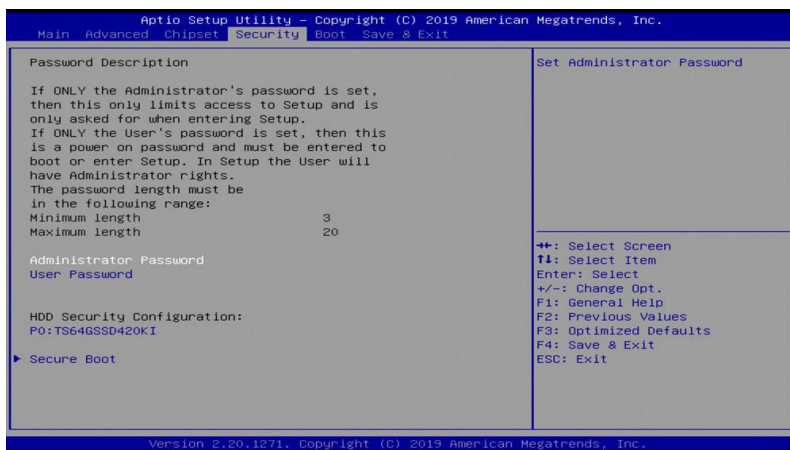 Aptio Setup Utility – Copyright (C) 2019 American Megatrends, Inc.
Main Advanced Chipset Security Boot Save & Exit
Password Description
If ONLY the Administrator's password is set,
then this only limits access to Setup and is
only asked for when entering Setup.
If ONLY the User's password is set, then this
is a power on password and must be entered to
boot or enter Setup. In Setup the User will
have Administrator rights.
The password length must be
in the following range:
Minimum length 3
Maximum length 20
Administrator Password
User Password
HDD Security Configuration:
P0:TS64GSSD420KI
▶ Secure Boot
Set Administrator Password
→←: Select Screen
↑↓: Select Item
Enter: Select
+/-: Change Opt.
F1: General Help
F2: Previous Values
F3: Optimized Defaults
F4: Save & Exit
ESC: Exit
Version 2.20.1271. Copyright (C) 2019 American Megatrends, Inc.